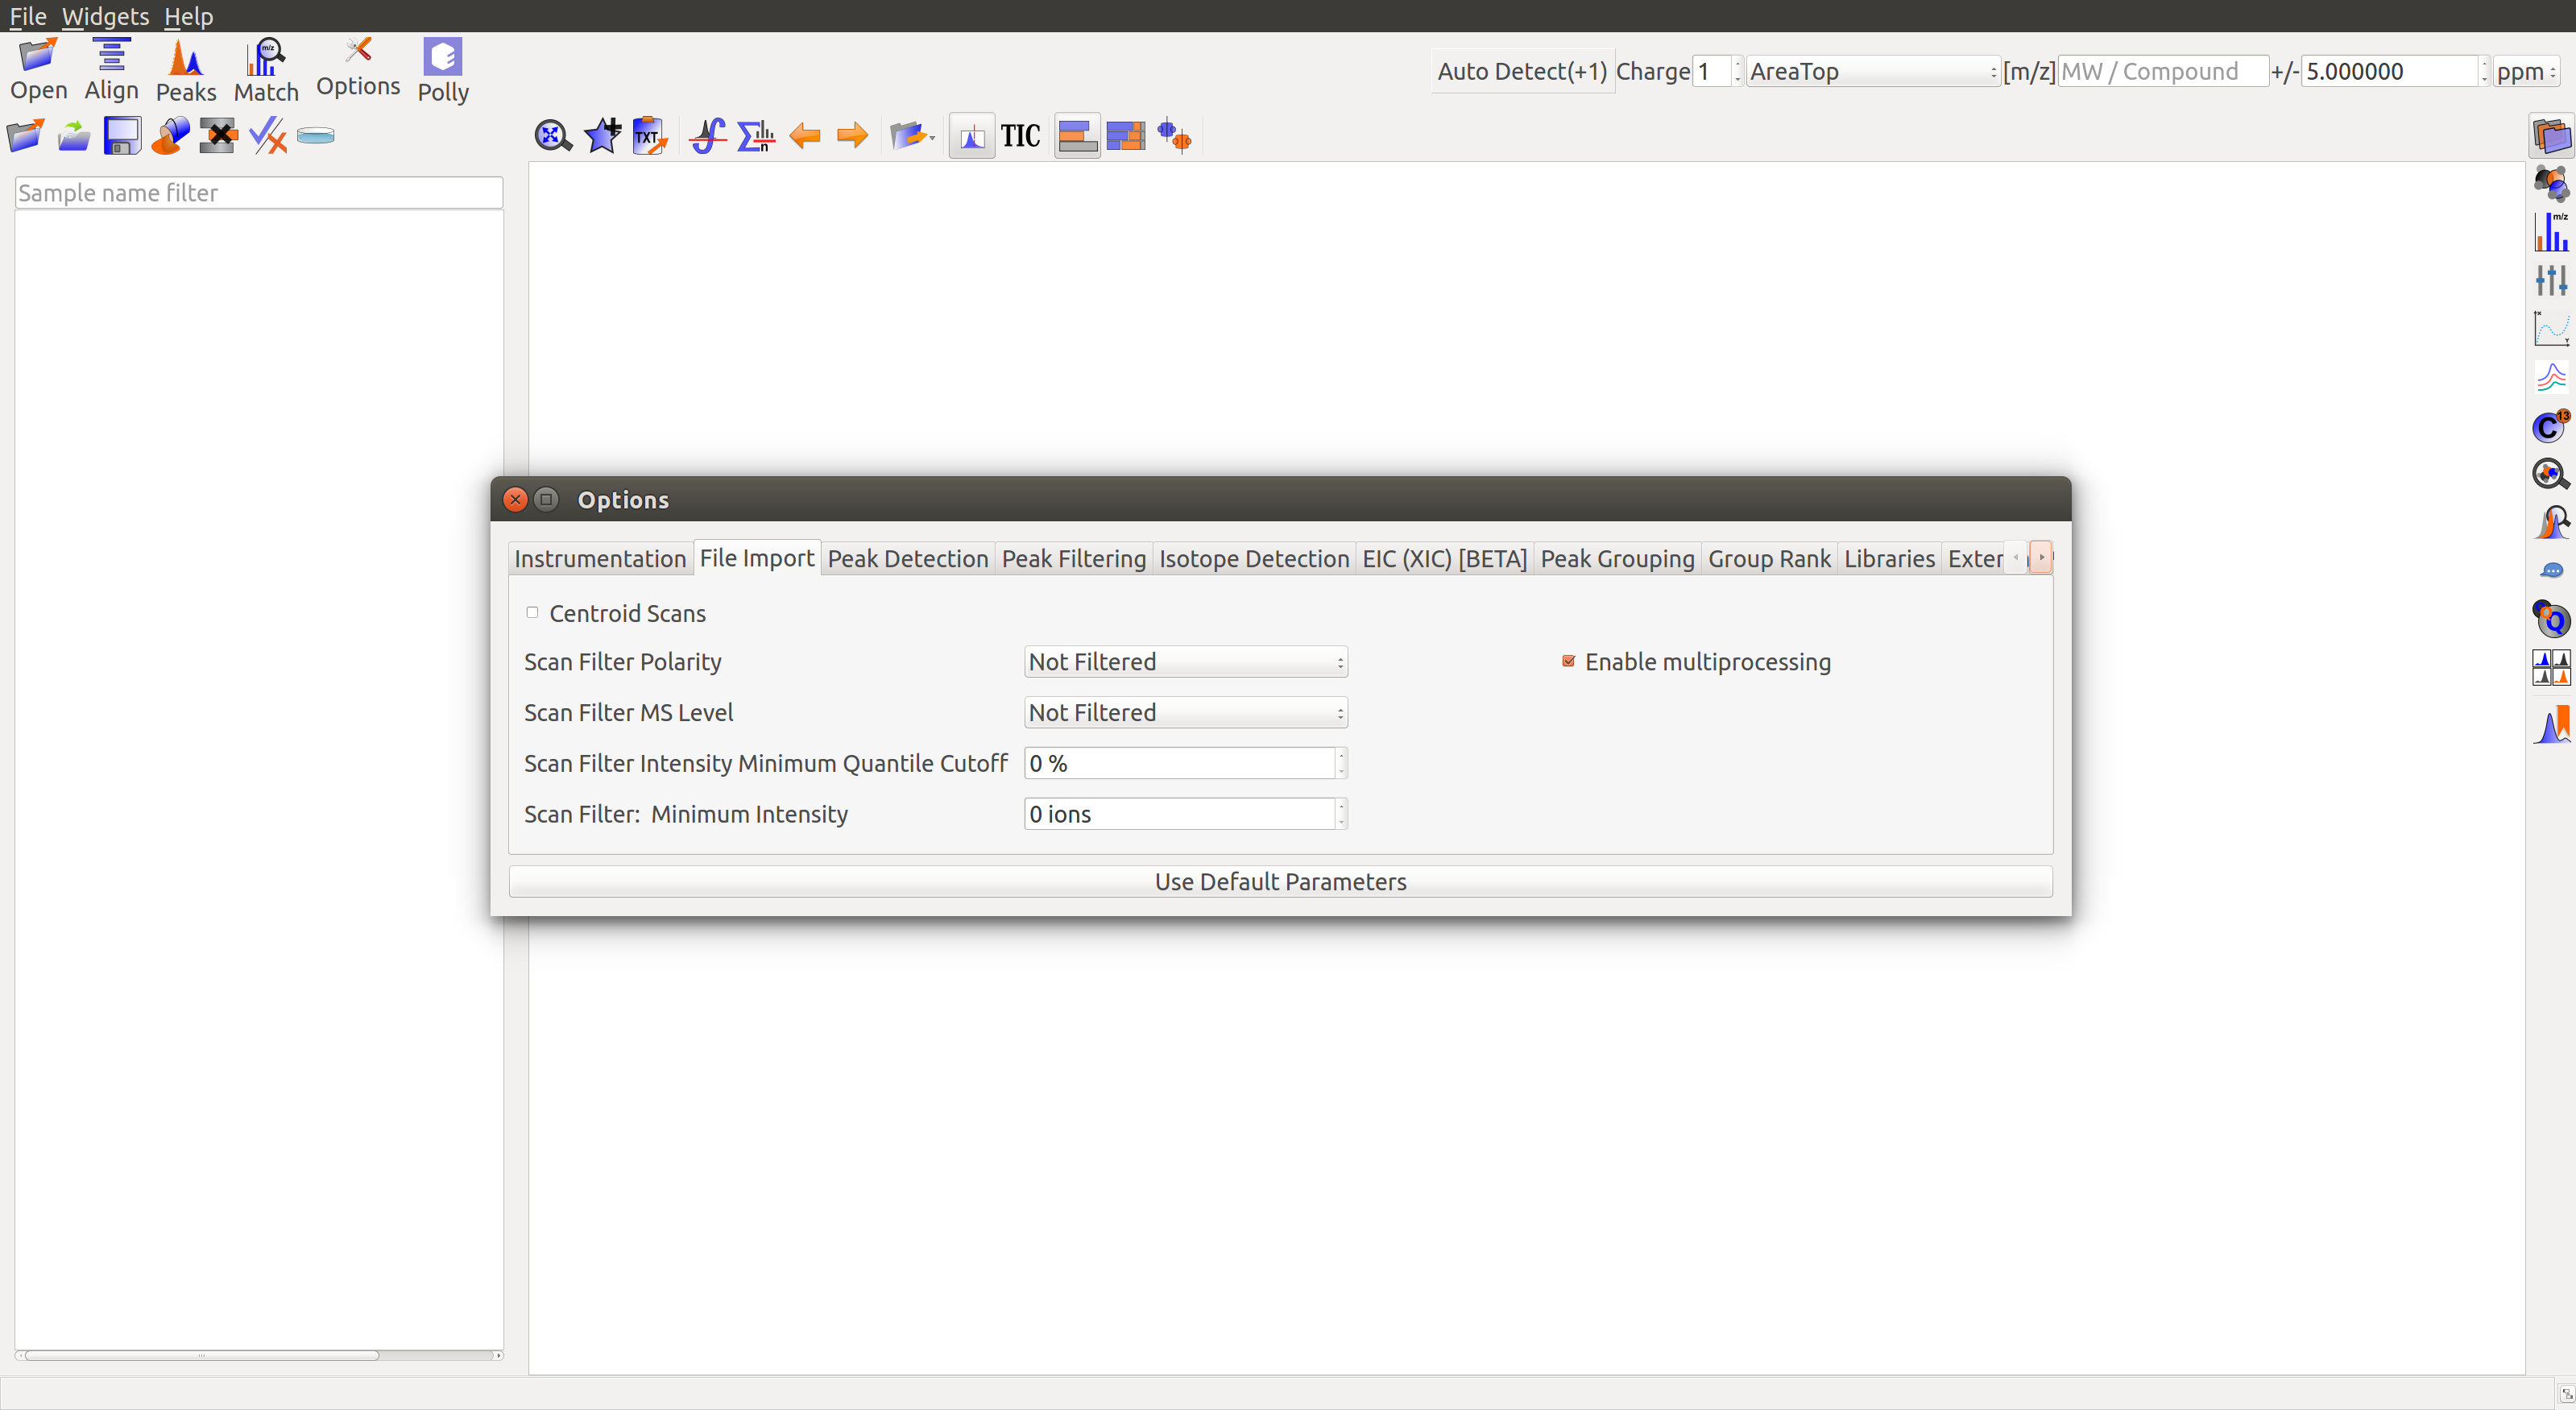 File Widgets Help
Open Align Peaks Match Options Polly
Auto Detect(+1) Charge 1 AreaTop [m/z] MW / Compound +/- 5.000000 ppm
TXT n TIC
m/z
Sample name filter
x Y
C 13
Q
Options
Instrumentation File Import Peak Detection Peak Filtering Isotope Detection EIC (XIC) [BETA] Peak Grouping Group Rank Libraries Exter
Centroid Scans
Scan Filter Polarity Not Filtered Enable multiprocessing
Scan Filter MS Level Not Filtered
Scan Filter Intensity Minimum Quantile Cutoff 0 %
Scan Filter: Minimum Intensity 0 ions
Use Default Parameters